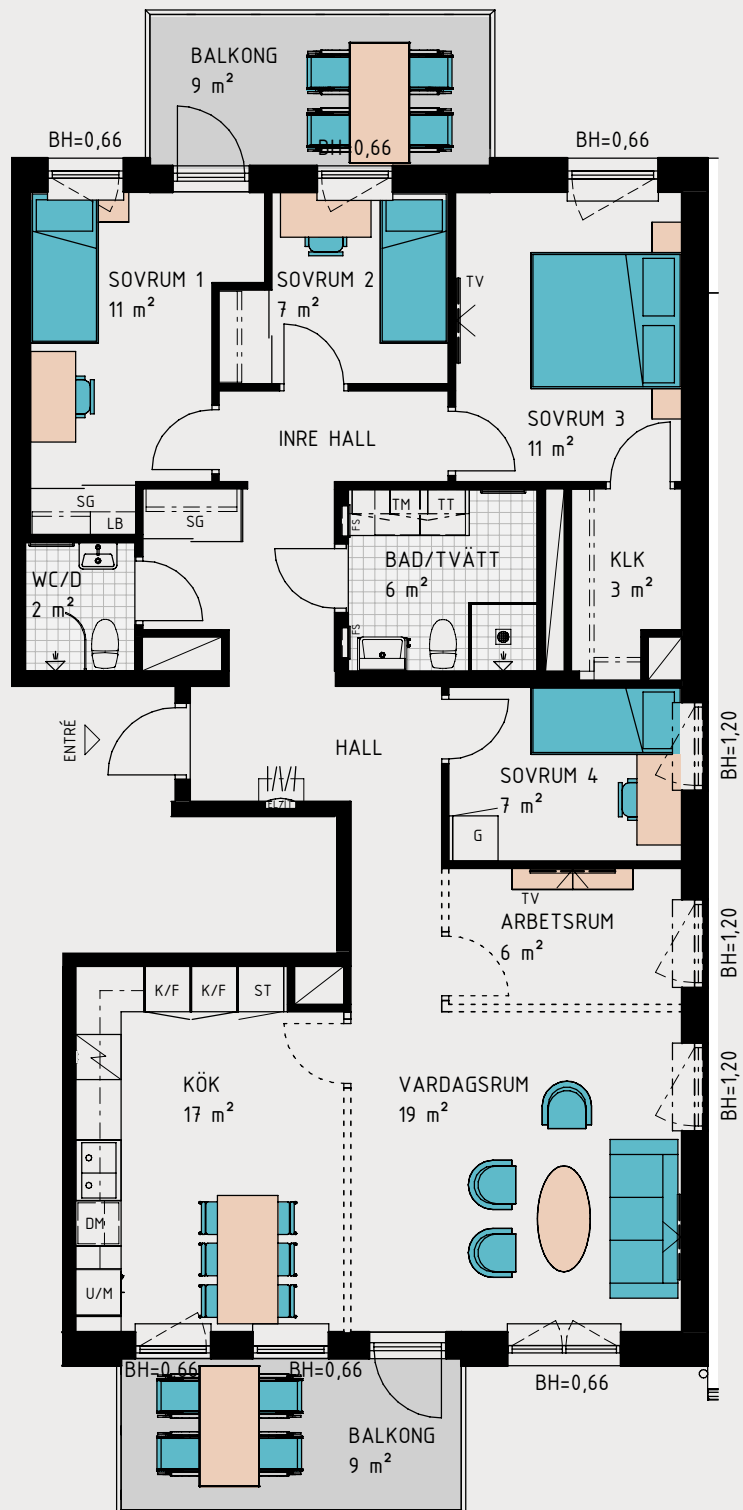 BALKONG
9 m²
BH=0,66
BH=0,66
BH=0,66
SOVRUM 1
11 m²
SOVRUM 2
7 m²
TV
SOVRUM 3
11 m²
INRE HALL
SG
LB
SG
FS
TM
TT
BAD/TVÄTT
6 m²
KLK
3 m²
WC/D
2 m²
FS
ENTRÉ
HALL
BH=1,20
SOVRUM 4
7 m²
G
TV
ARBETSRUM
6 m²
BH=1,20
K/F
K/F
ST
KÖK
17 m²
VARDAGSRUM
19 m²
BH=1,20
DM
U/M
BH=0,66
BH=0,66
BH=0,66
BALKONG
9 m²